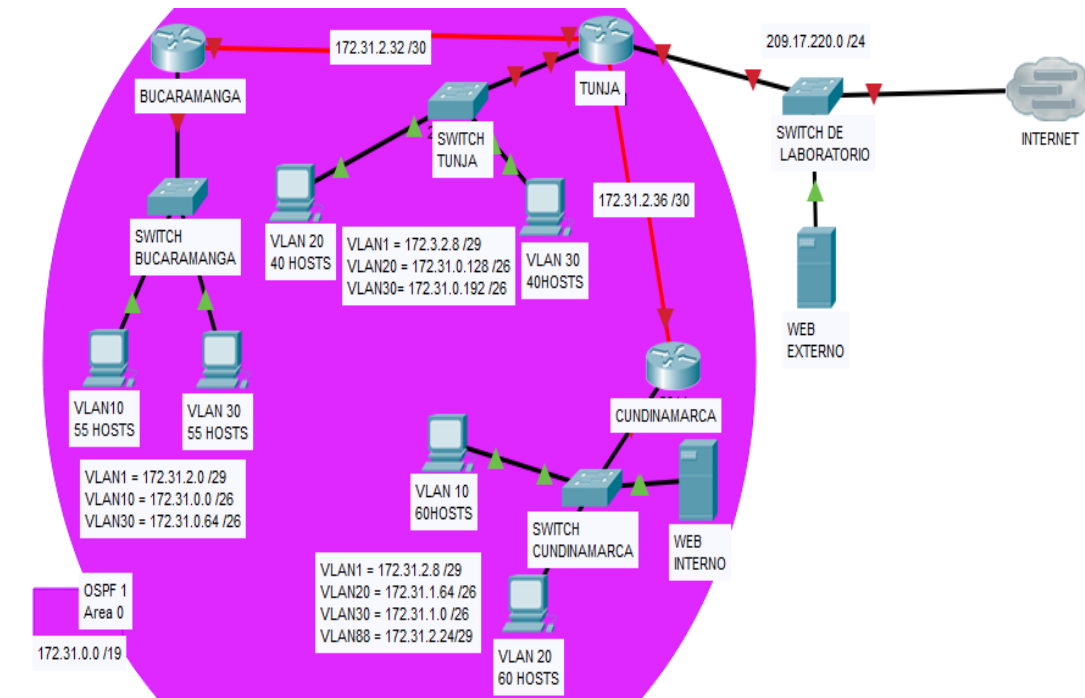 172.31.2.32 /30
209.17.220.0 /24
BUCARAMANGA
TUNJA
INTERNET
SWITCH
TUNJA
SWITCH DE
LABORATORIO
172.31.2.36 /30
SWITCH
BUCARAMANGA
VLAN 20
40 HOSTS
VLAN1 = 172.3.2.8 /29
VLAN20 = 172.31.0.128 /26
VLAN30= 172.31.0.192 /26
VLAN 30
40HOSTS
WEB
EXTERNO
VLAN10
55 HOSTS
VLAN 30
55 HOSTS
CUNDINAMARCA
VLAN1 = 172.31.2.0 /29
VLAN10 = 172.31.0.0 /26
VLAN30 = 172.31.0.64 /26
VLAN 10
60HOSTS
SWITCH
CUNDINAMARCA
WEB
INTERNO
VLAN1 = 172.31.2.8 /29
VLAN20 = 172.31.1.64 /26
VLAN30 = 172.31.1.0 /26
VLAN88 = 172.31.2.24/29
OSPF 1
Area 0
172.31.0.0 /19
VLAN 20
60 HOSTS